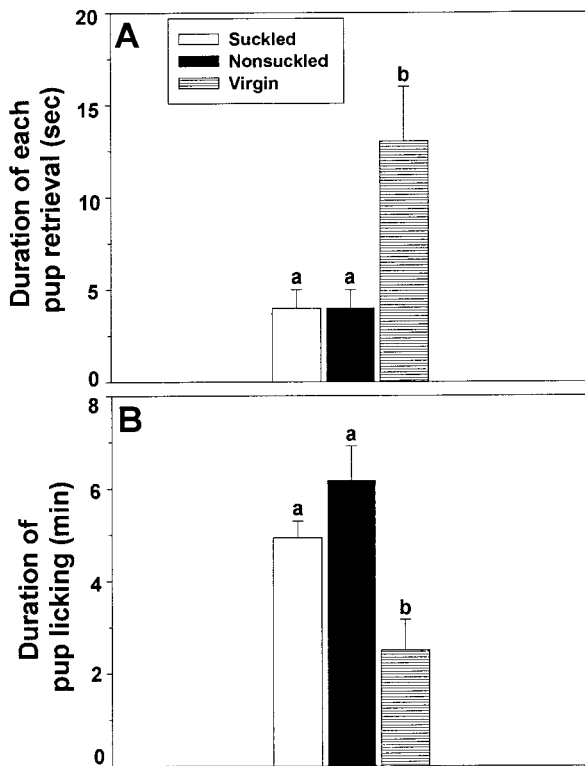 A
Suckled
Nonsuckled
Virgin
Duration of each
pup retrieval (sec)
20
15
10
5
0
a
a
b
B
Duration of
pup licking (min)
8
6
4
2
0
a
a
b